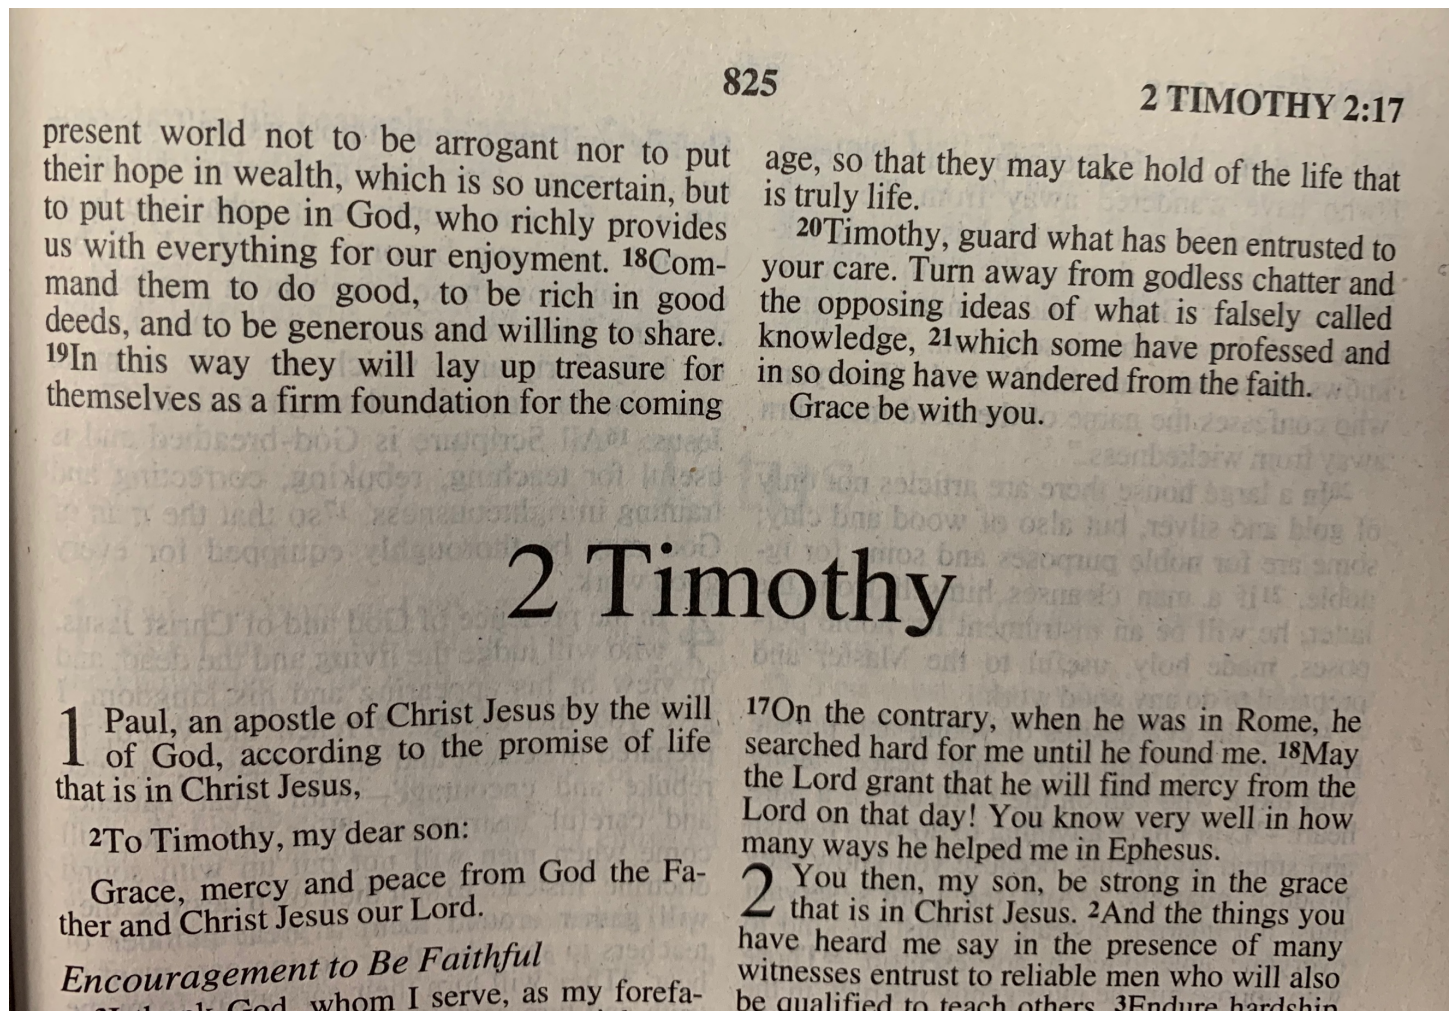 825
2 TIMOTHY 2:17
present world not to be arrogant nor to put
their hope in wealth, which is so uncertain, but
to put their hope in God, who richly provides
us with everything for our enjoyment. 18Com-
mand them to do good, to be rich in good
deeds, and to be generous and willing to share.
19In this way they will lay up treasure for
themselves as a firm foundation for the coming
age, so that they may take hold of the life that
is truly life.
20Timothy, guard what has been entrusted to
your care. Turn away from godless chatter and
the opposing ideas of what is falsely called
knowledge, 21which some have professed and
in so doing have wandered from the faith.
Grace be with you.
2 Timothy
1 Paul, an apostle of Christ Jesus by the will
of God, according to the promise of life
that is in Christ Jesus,
2To Timothy, my dear son:
Grace, mercy and peace from God the Fa-
ther and Christ Jesus our Lord.
Encouragement to Be Faithful
God, whom I serve, as my forefa-
17On the contrary, when he was in Rome, he
searched hard for me until he found me. 18May
the Lord grant that he will find mercy from the
Lord on that day! You know very well in how
many ways he helped me in Ephesus.
2 You then, my son, be strong in the grace
that is in Christ Jesus. 2And the things you
have heard me say in the presence of many
witnesses entrust to reliable men who will also
be qualified to teach others. 3Endure hardship